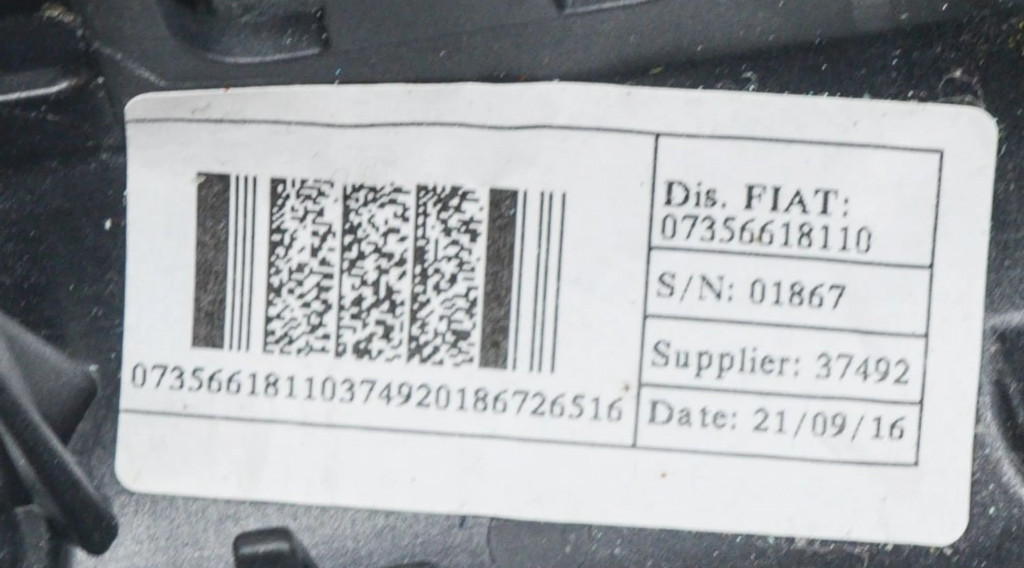 Dis. FIAT:
07356618110
S/N: 01867
Supplier: 37492
Date: 21/09/16
07356618110374920186726516